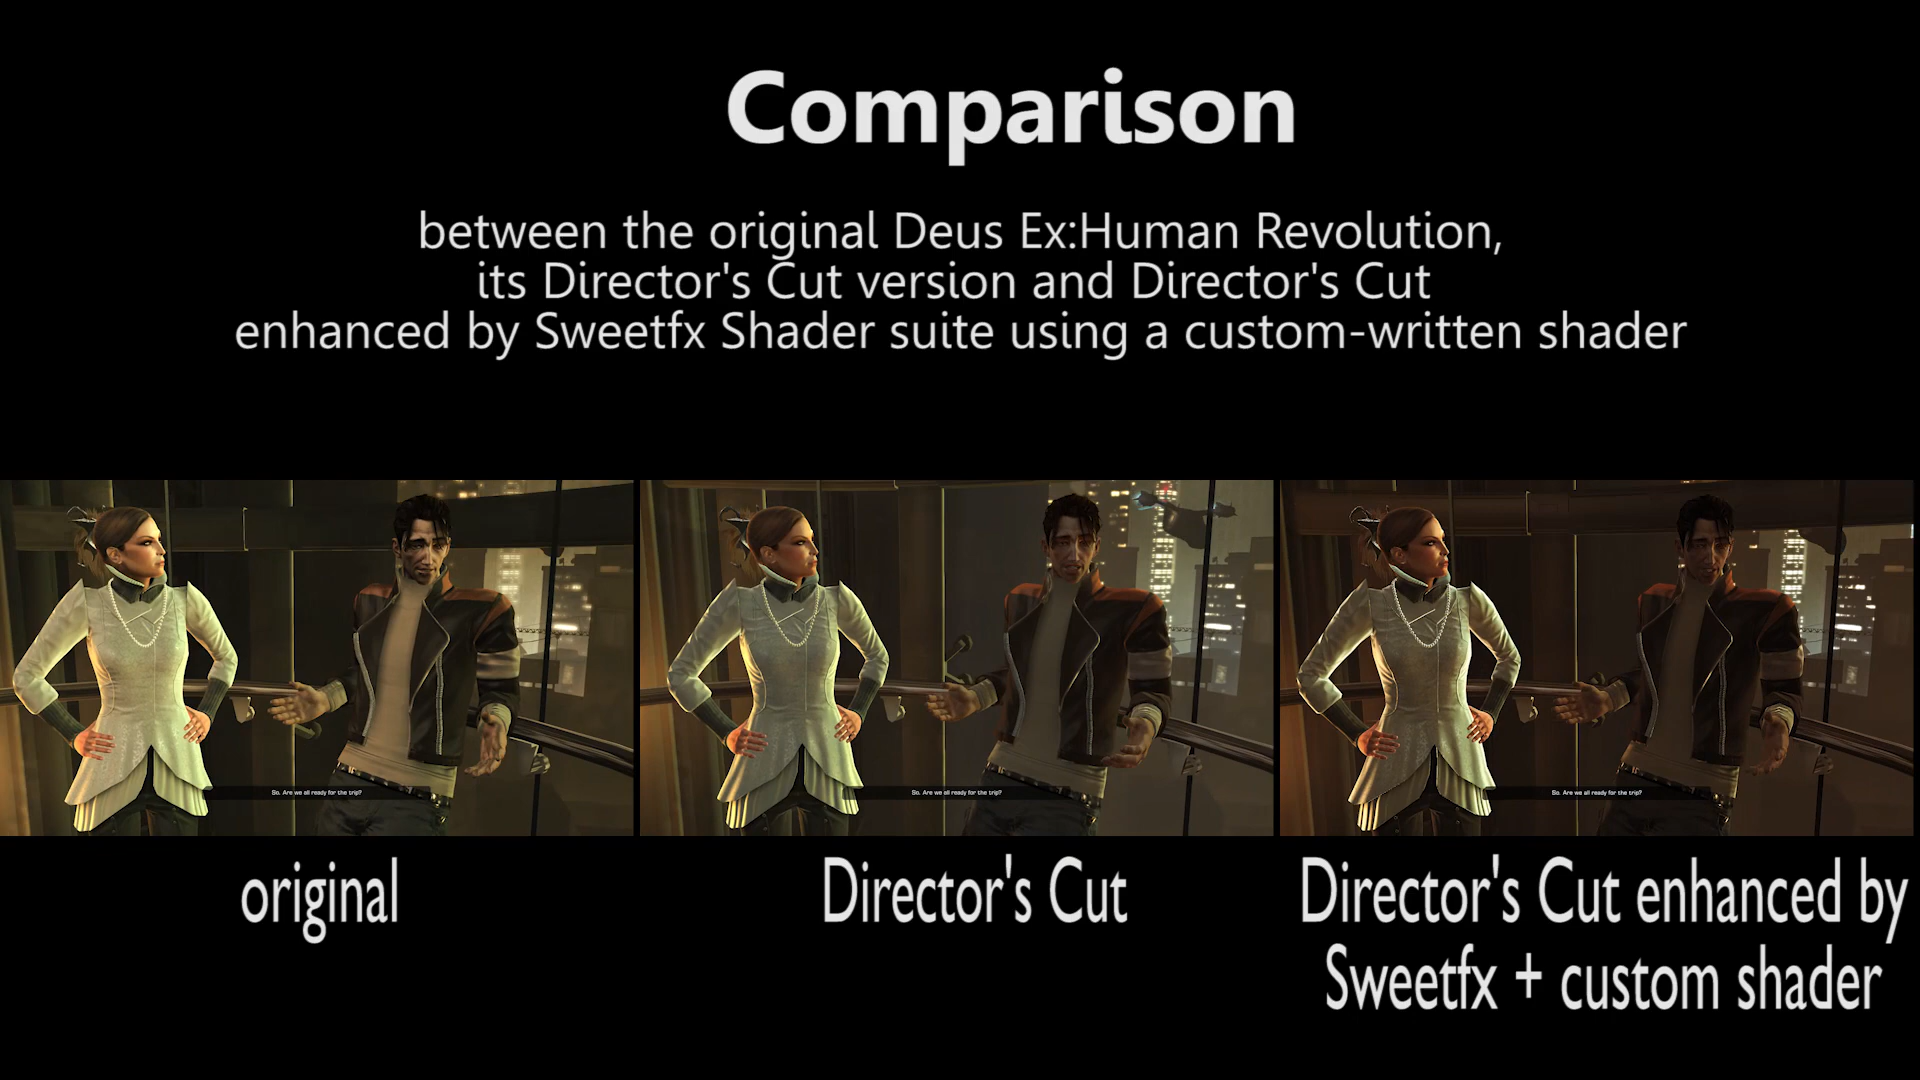 Comparison
between the original Deus Ex:Human Revolution,
its Director's Cut version and Director's Cut
enhanced by Sweetfx Shader suite using a custom-written shader
So. Are we all ready for the trip?
So. Are we all ready for the trip?
So. Are we all ready for the trip?
original
Director's Cut
Director's Cut enhanced by
Sweetfx + custom shader